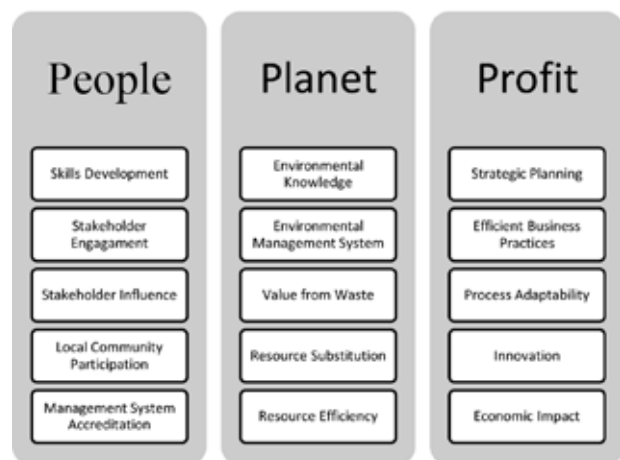 People
Skills Development
Stakeholder
Engagament
Stakeholder Influence
Local Community
Participation
Management System
Accreditation
Planet
Environmental
Knowledge
Environmental
Management System
Value from Waste
Resource Substitution
Resource Efficiency
Profit
Strategic Planning
Efficient Business
Practices
Process Adaptability
Innovation
Economic Impact